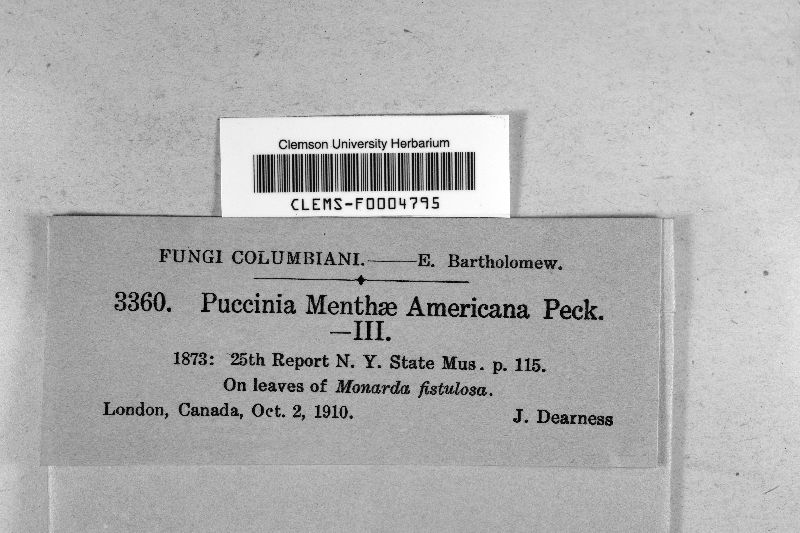 Clemson University Herbarium
CLEMS-F0004795
FUNGI COLUMBIANI.——E. Bartholomew.
3360. Puccinia Menthæ Americana Peck.
—III.
1873: 25th Report N. Y. State Mus. p. 115.
On leaves of Monarda fistulosa.
London, Canada, Oct. 2, 1910. J. Dearness